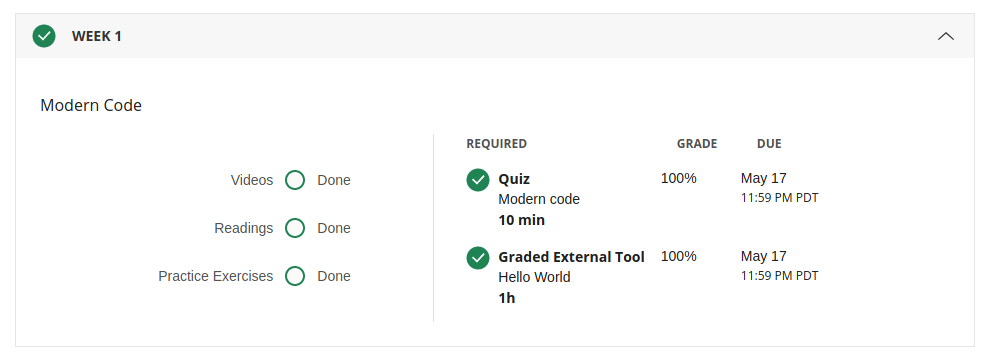 WEEK 1
Modern Code
Videos Done
Readings Done
Practice Exercises Done
REQUIRED GRADE DUE
Quiz 100% May 17
Modern code 11:59 PM PDT
10 min
Graded External Tool 100% May 17
Hello World 11:59 PM PDT
1h